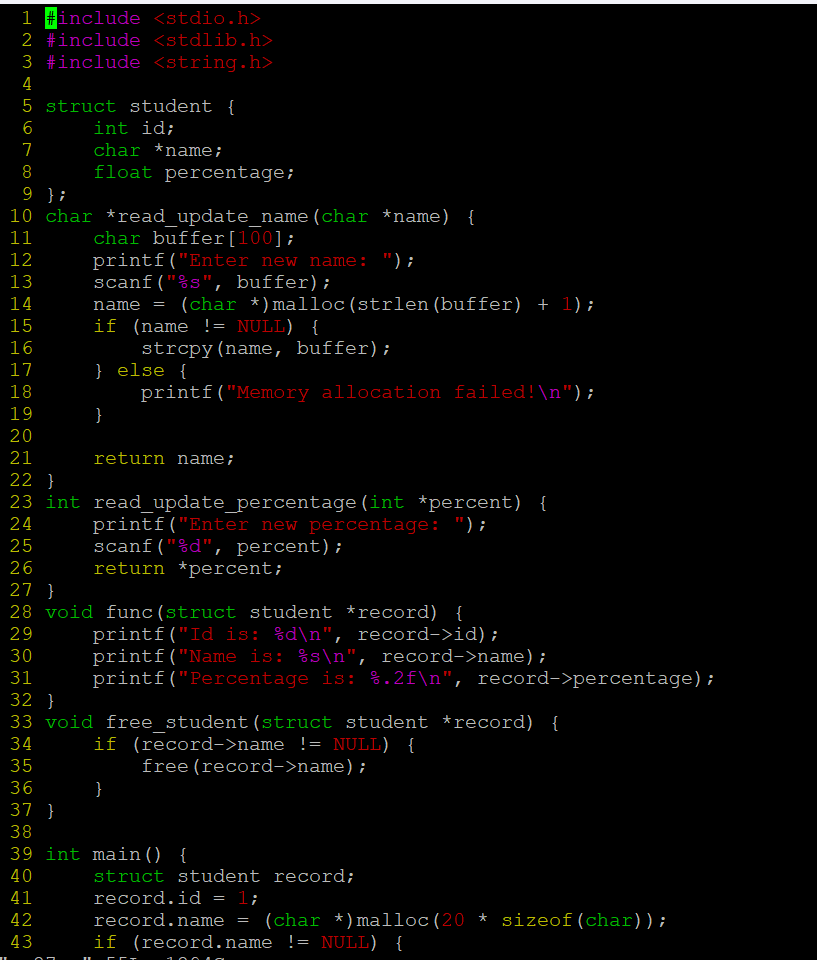 1 #include <stdio.h>
2 #include <stdlib.h>
3 #include <string.h>
4
5 struct student {
6     int id;
7     char *name;
8     float percentage;
9 };
10 char *read_update_name(char *name) {
11     char buffer[100];
12     printf("Enter new name: ");
13     scanf("%s", buffer);
14     name = (char *)malloc(strlen(buffer) + 1);
15     if (name != NULL) {
16         strcpy(name, buffer);
17     } else {
18         printf("Memory allocation failed!\n");
19     }
20
21     return name;
22 }
23 int read_update_percentage(int *percent) {
24     printf("Enter new percentage: ");
25     scanf("%d", percent);
26     return *percent;
27 }
28 void func(struct student *record) {
29     printf("Id is: %d\n", record->id);
30     printf("Name is: %s\n", record->name);
31     printf("Percentage is: %.2f\n", record->percentage);
32 }
33 void free_student(struct student *record) {
34     if (record->name != NULL) {
35         free(record->name);
36     }
37 }
38
39 int main() {
40     struct student record;
41     record.id = 1;
42     record.name = (char *)malloc(20 * sizeof(char));
43     if (record.name != NULL) {